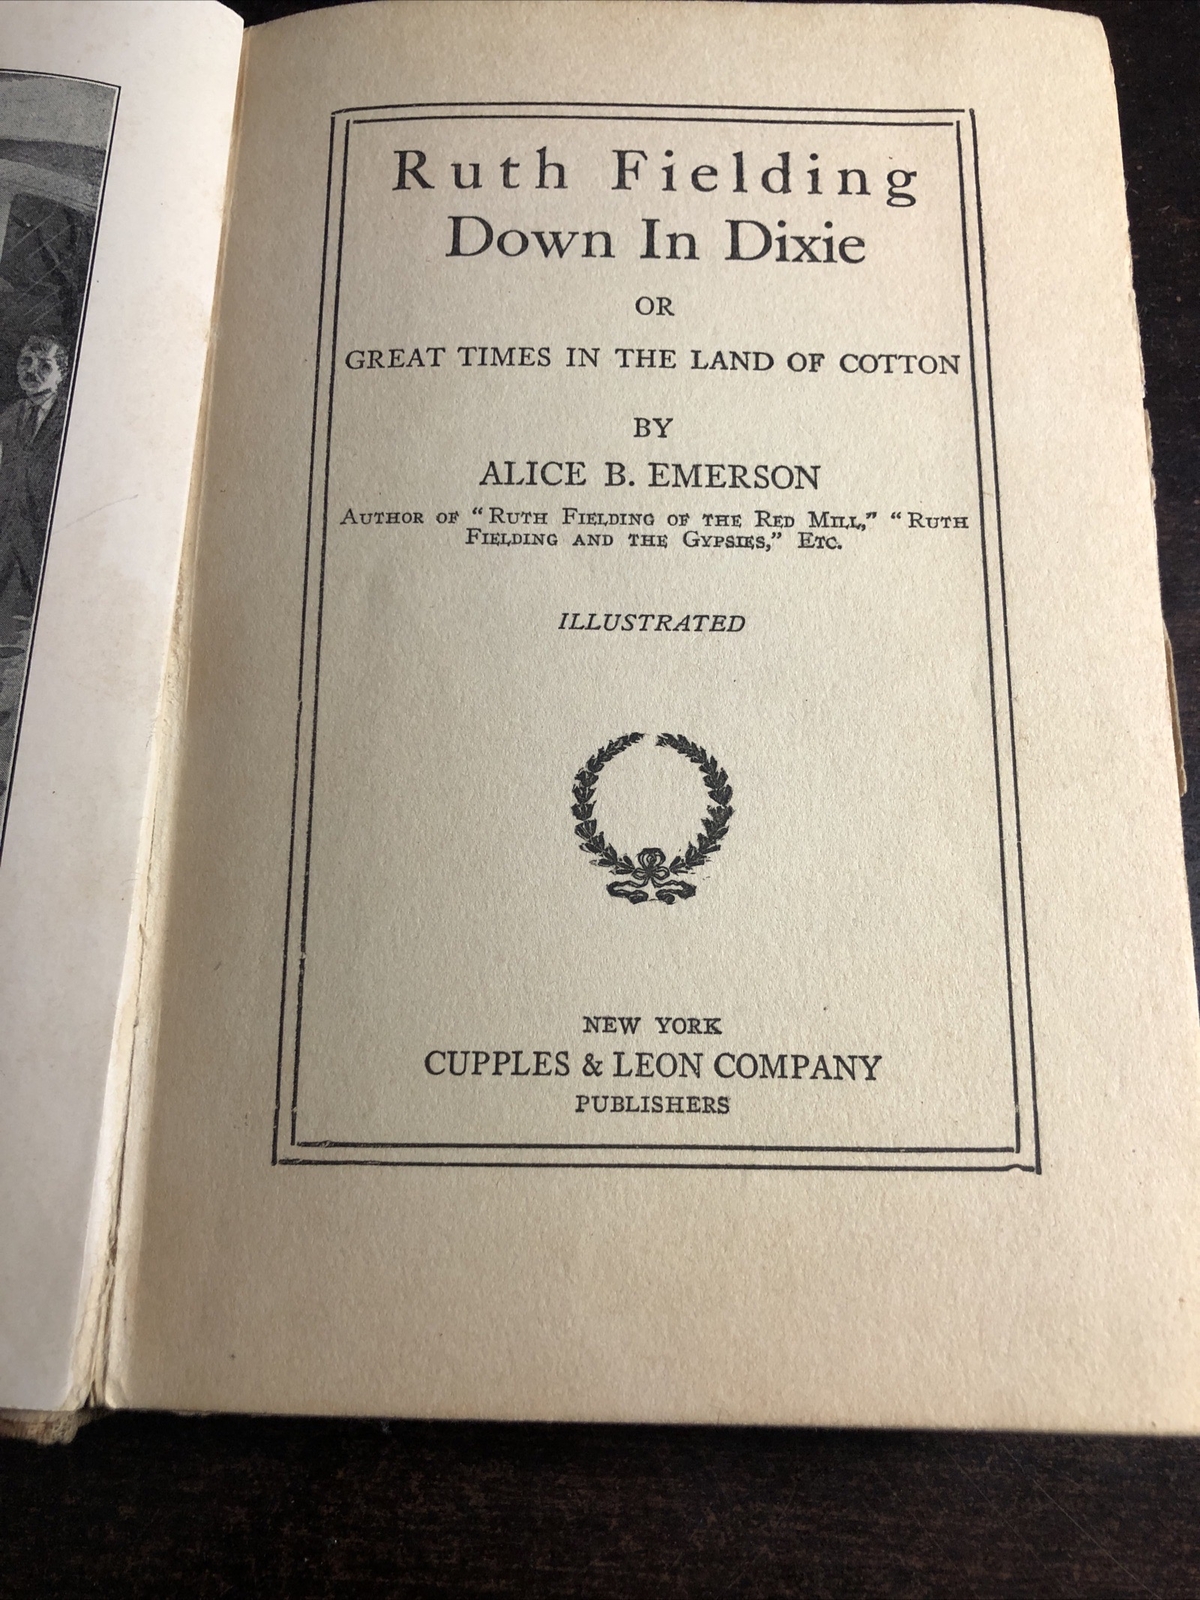 Ruth Fielding
Down In Dixie
OR
GREAT TIMES IN THE LAND OF COTTON
BY
ALICE B. EMERSON
AUTHOR OF “RUTH FIELDING OF THE RED MILL,” “RUTH
FIELDING AND THE GYPSIES,” ETC.
ILLUSTRATED
NEW YORK
CUPPLES & LEON COMPANY
PUBLISHERS